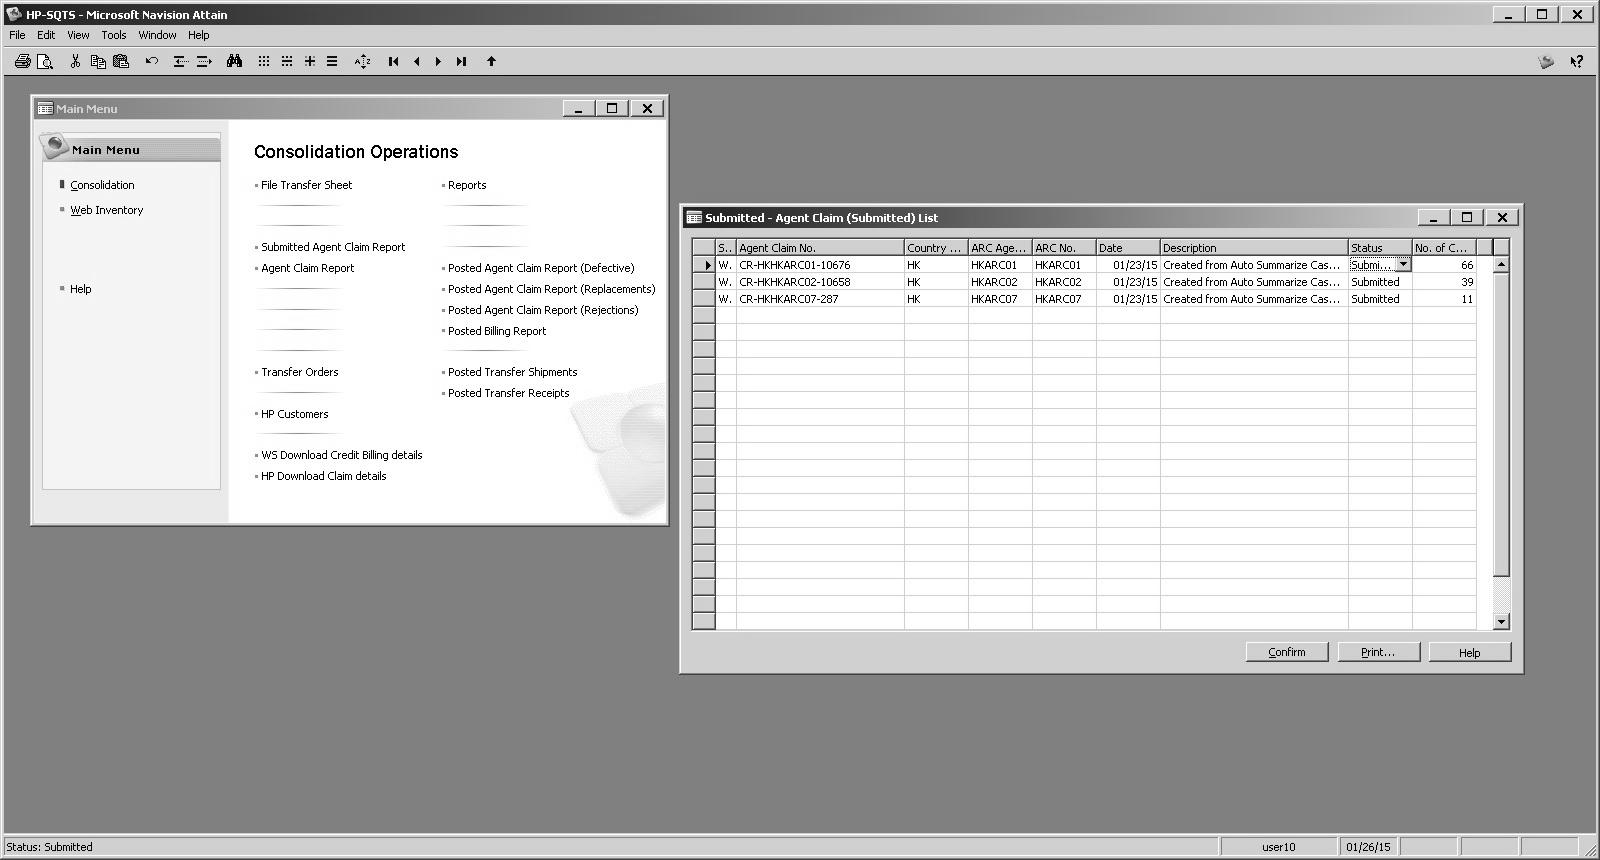 HP-SQTS - Microsoft Navision Attain
File Edit View Tools Window Help
Main Menu
Main Menu
Consolidation
Web Inventory
Help
Consolidation Operations
File Transfer Sheet
Submitted Agent Claim Report
Agent Claim Report
Transfer Orders
HP Customers
WS Download Credit Billing details
HP Download Claim details
Reports
Posted Agent Claim Report (Defective)
Posted Agent Claim Report (Replacements)
Posted Agent Claim Report (Rejections)
Posted Billing Report
Posted Transfer Shipments
Posted Transfer Receipts
Submitted - Agent Claim (Submitted) List
S.. Agent Claim No. Country ... ARC Age... ARC No. Date Description Status No. of C...
W. CR-HKHKARC01-10676 HK HKARC01 HKARC01 01/23/15 Created from Auto Summarize Cas... Submi... 66
W. CR-HKHKARC02-10658 HK HKARC02 HKARC02 01/23/15 Created from Auto Summarize Cas... Submitted 39
W. CR-HKHKARC07-287 HK HKARC07 HKARC07 01/23/15 Created from Auto Summarize Cas... Submitted 11
Confirm Print... Help
Status: Submitted user10 01/26/15